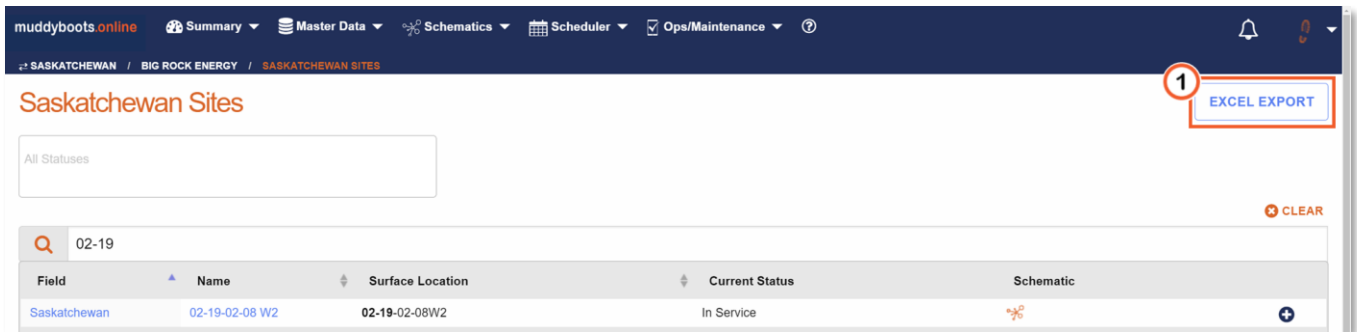 muddyboots.online Summary Master Data Schematics Scheduler Ops/Maintenance ?
SASKATCHEWAN / BIG ROCK ENERGY / SASKATCHEWAN SITES
Saskatchewan Sites
1
EXCEL EXPORT
All Statuses
CLEAR
02-19
Field Name Surface Location Current Status Schematic
Saskatchewan 02-19-02-08 W2 02-19-02-08W2 In Service